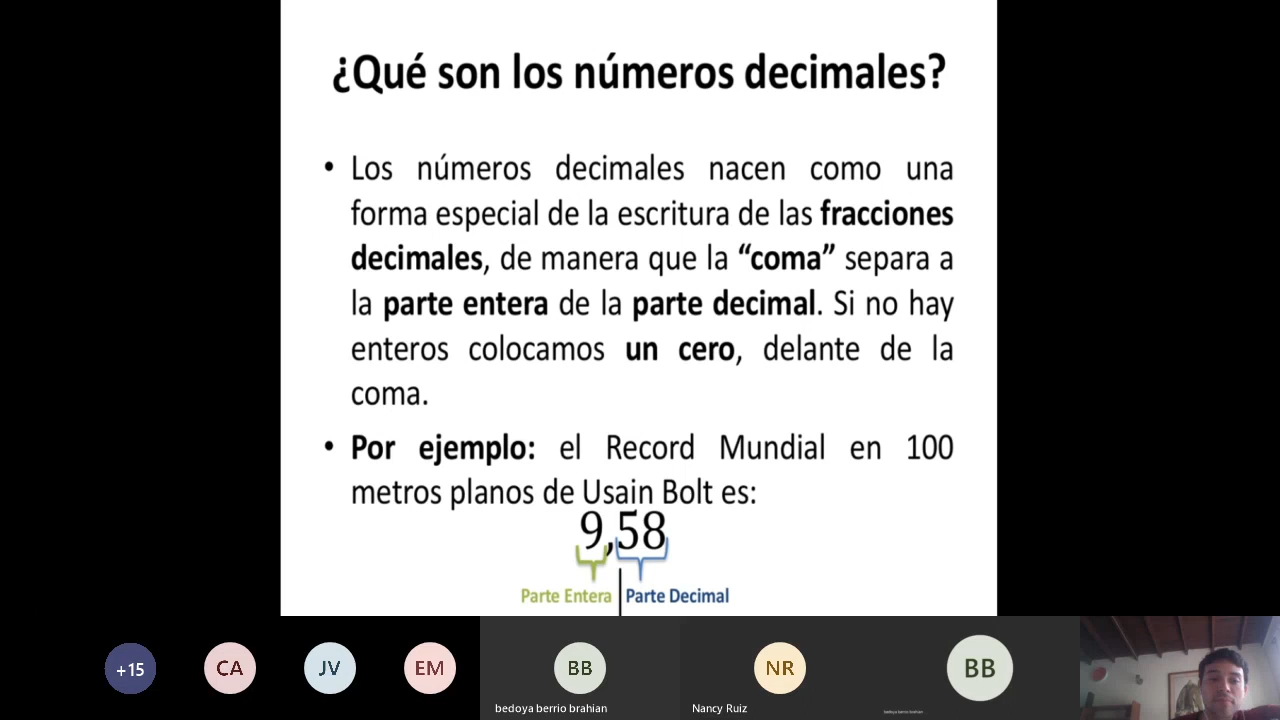 ¿Qué son los números decimales?
• Los números decimales nacen como una
forma especial de la escritura de las fracciones
decimales, de manera que la “coma” separa a
la parte entera de la parte decimal. Si no hay
enteros colocamos un cero, delante de la
coma.
• Por ejemplo: el Record Mundial en 100
metros planos de Usain Bolt es:
9,58
Parte Entera Parte Decimal
+15 CA JV EM BB NR BB
bedoya berrio brahian Nancy Ruiz bedoya berrio brahian